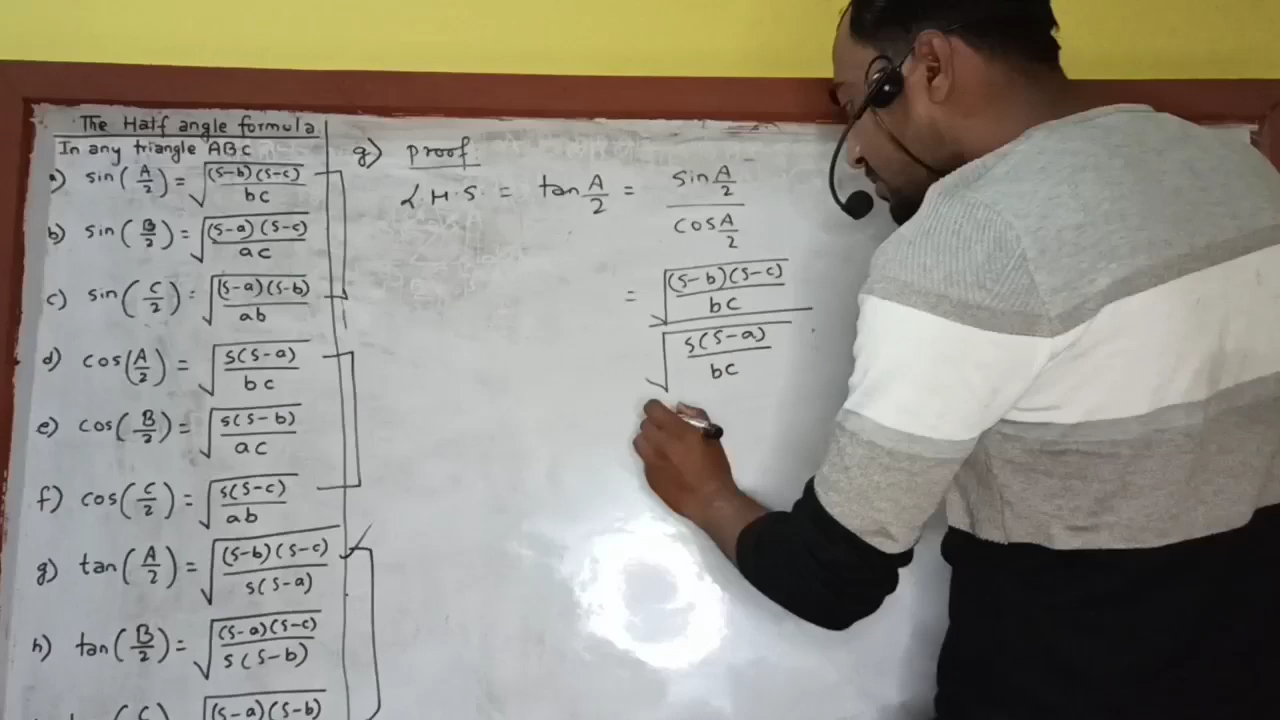 The Half angle formula
In any triangle ABC
a) sin(A/2) = √((s-b)(s-c)/bc)
b) sin(B/2) = √((s-a)(s-c)/ac)
c) sin(C/2) = √((s-a)(s-b)/ab)
d) cos(A/2) = √(s(s-a)/bc)
e) cos(B/2) = √(s(s-b)/ac)
f) cos(C/2) = √(s(s-c)/ab)
g) tan(A/2) = √((s-b)(s-c)/s(s-a))
h) tan(B/2) = √((s-a)(s-c)/s(s-b))
√((s-a)(s-b)
g) Proof:
L.H.S. = tan A/2 = sin A/2 / cos A/2
= √((s-b)(s-c)/bc) / √(s(s-a)/bc)